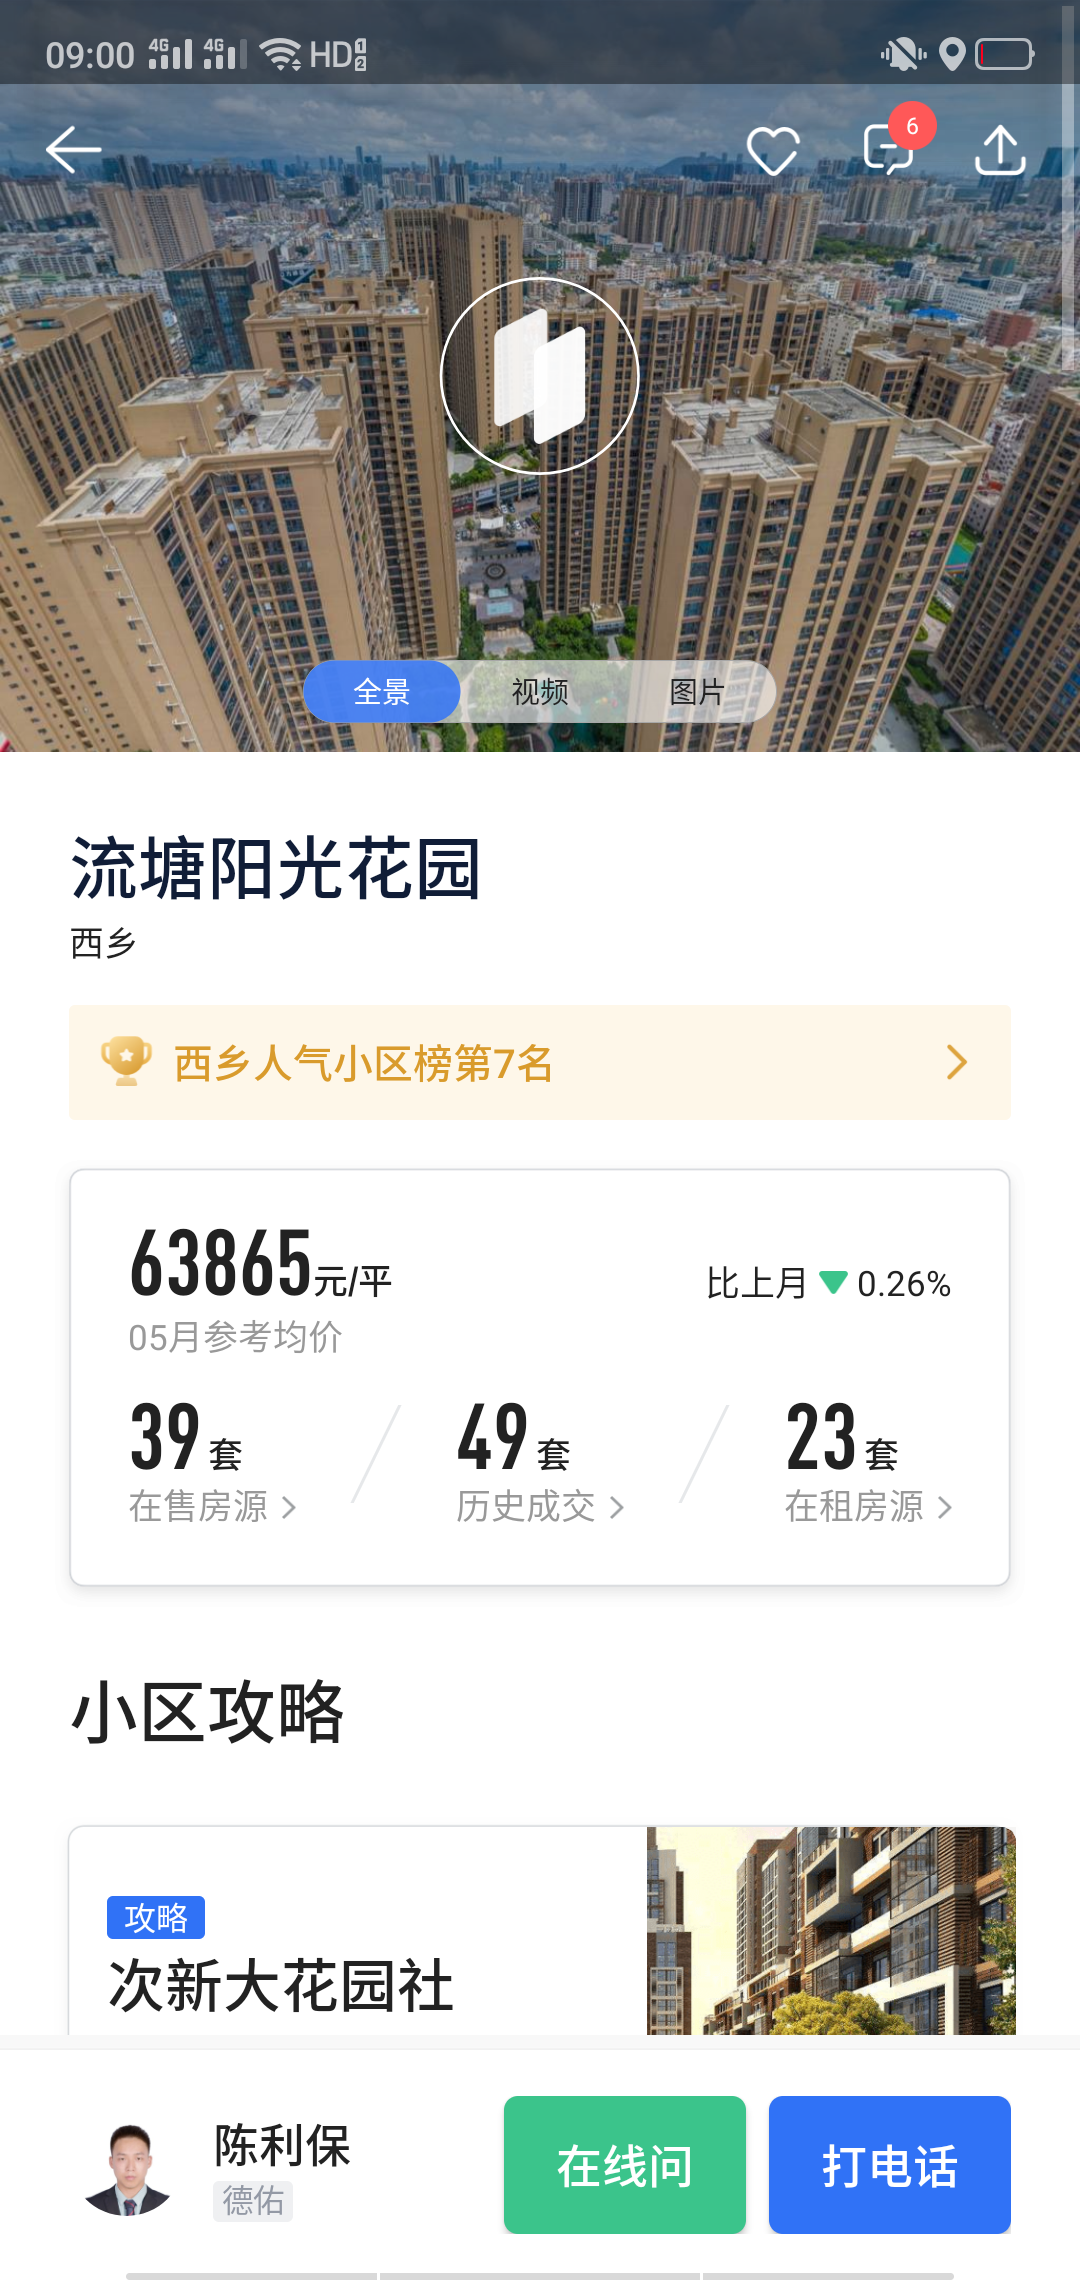 09:00 4G 4G HD 1 2
6
全景 视频 图片
流塘阳光花园
西乡
西乡人气小区榜第7名
63865元/平 比上月 0.26%
05月参考均价
39套 49套 23套
在售房源 历史成交 在租房源
小区攻略
攻略
次新大花园社
陈利保
德佑
在线问 打电话